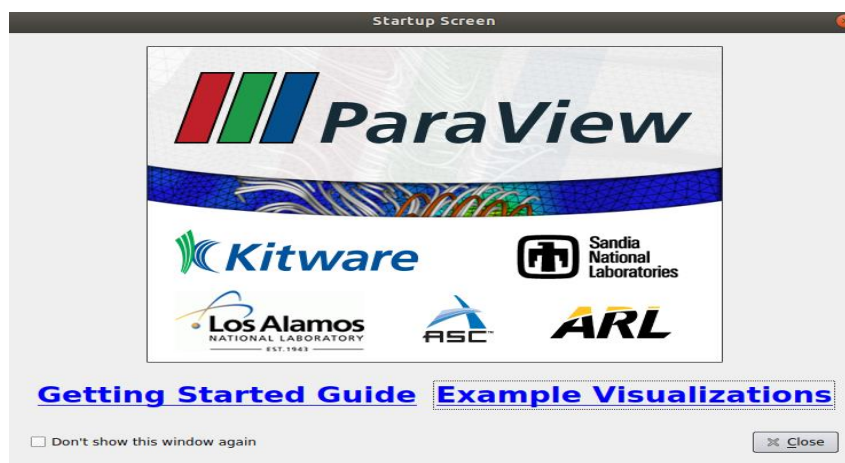 Startup Screen
ParaView
Kitware
Sandia
National
Laboratories
Los Alamos
NATIONAL LABORATORY
EST.1943
ASC™
ARL
Getting Started Guide Example Visualizations
Don't show this window again
Close